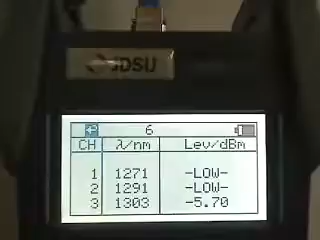 JDSU
6
CH λ/nm Lev/dBm
1 1271 -LOW-
2 1291 -LOW-
3 1303 -5.70